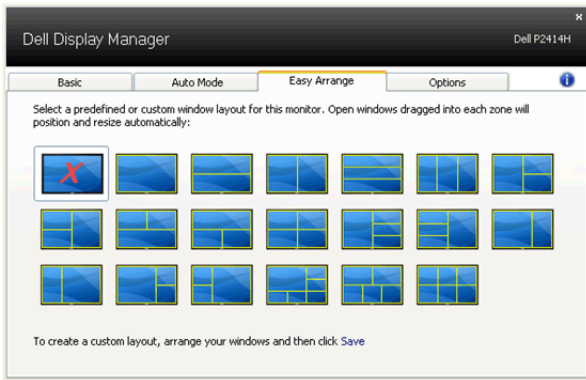 Dell Display Manager
Dell P2414H
Basic
Auto Mode
Easy Arrange
Options
Select a predefined or custom window layout for this monitor. Open windows dragged into each zone will
position and resize automatically:
To create a custom layout, arrange your windows and then click Save